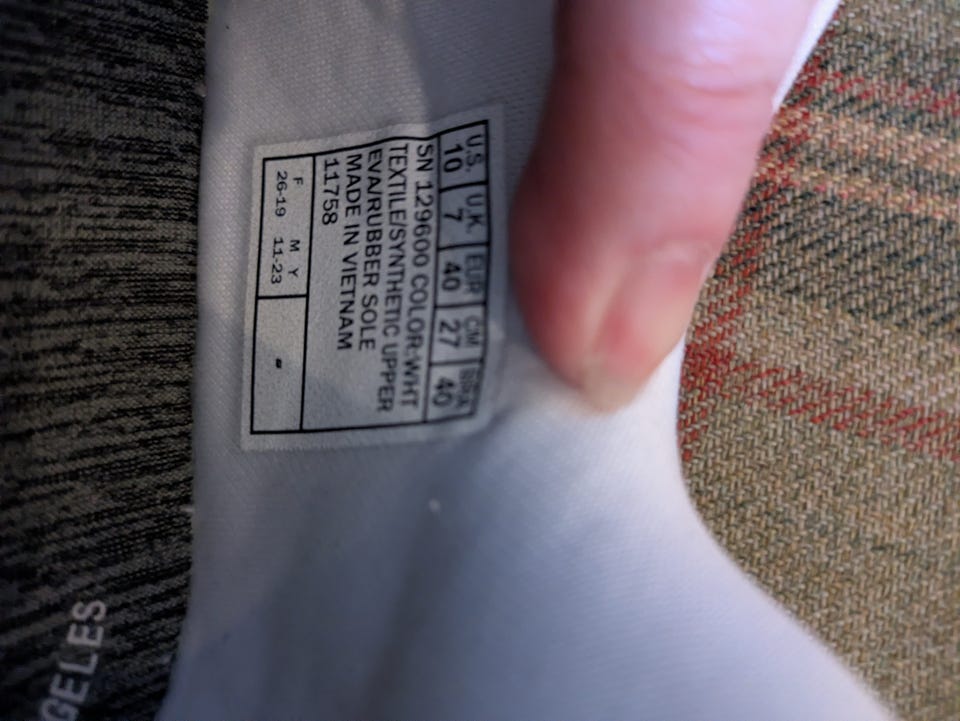 U.S. U.K. EUR CM BRA
10 7 40 27 40
SN 129600 COLOR:WHT
TEXTILE/SYNTHETIC UPPER
EVA/RUBBER SOLE
MADE IN VIETNAM
11758
F M Y
26-19 11-23 -
GELES